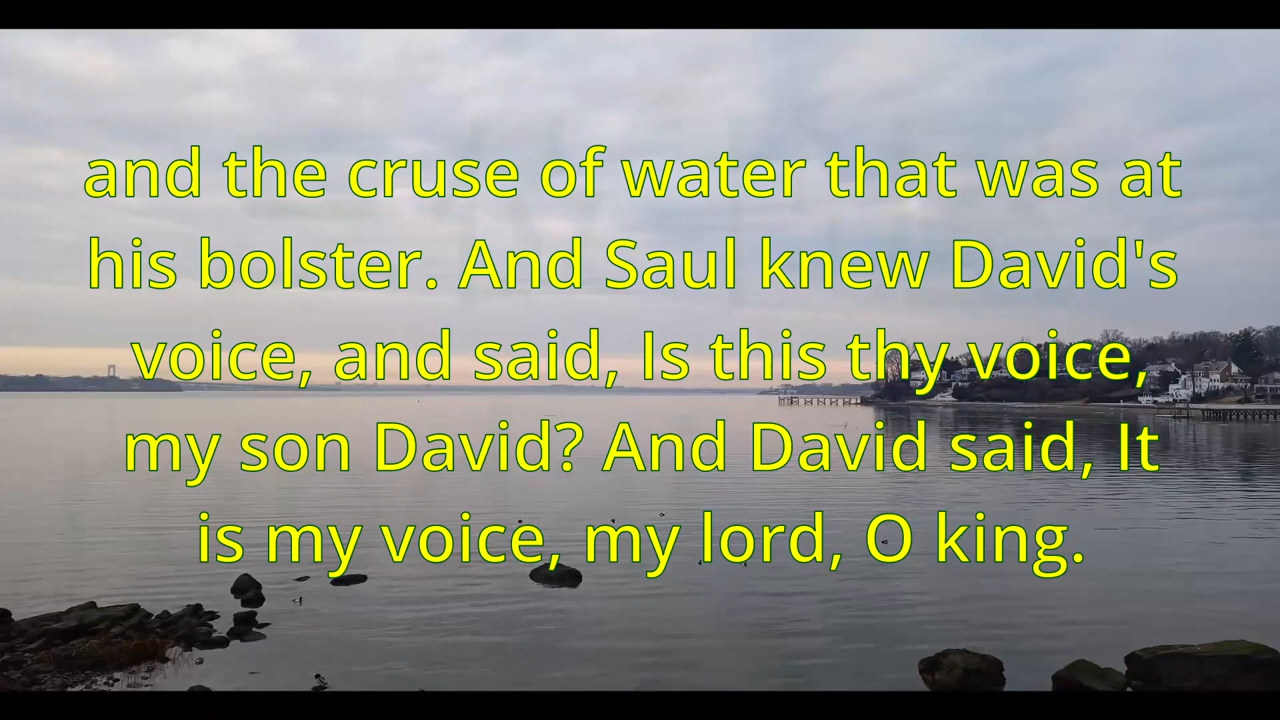 and the cruse of water that was at
his bolster. And Saul knew David's
voice, and said, Is this thy voice,
my son David? And David said, It
is my voice, my lord, O king.